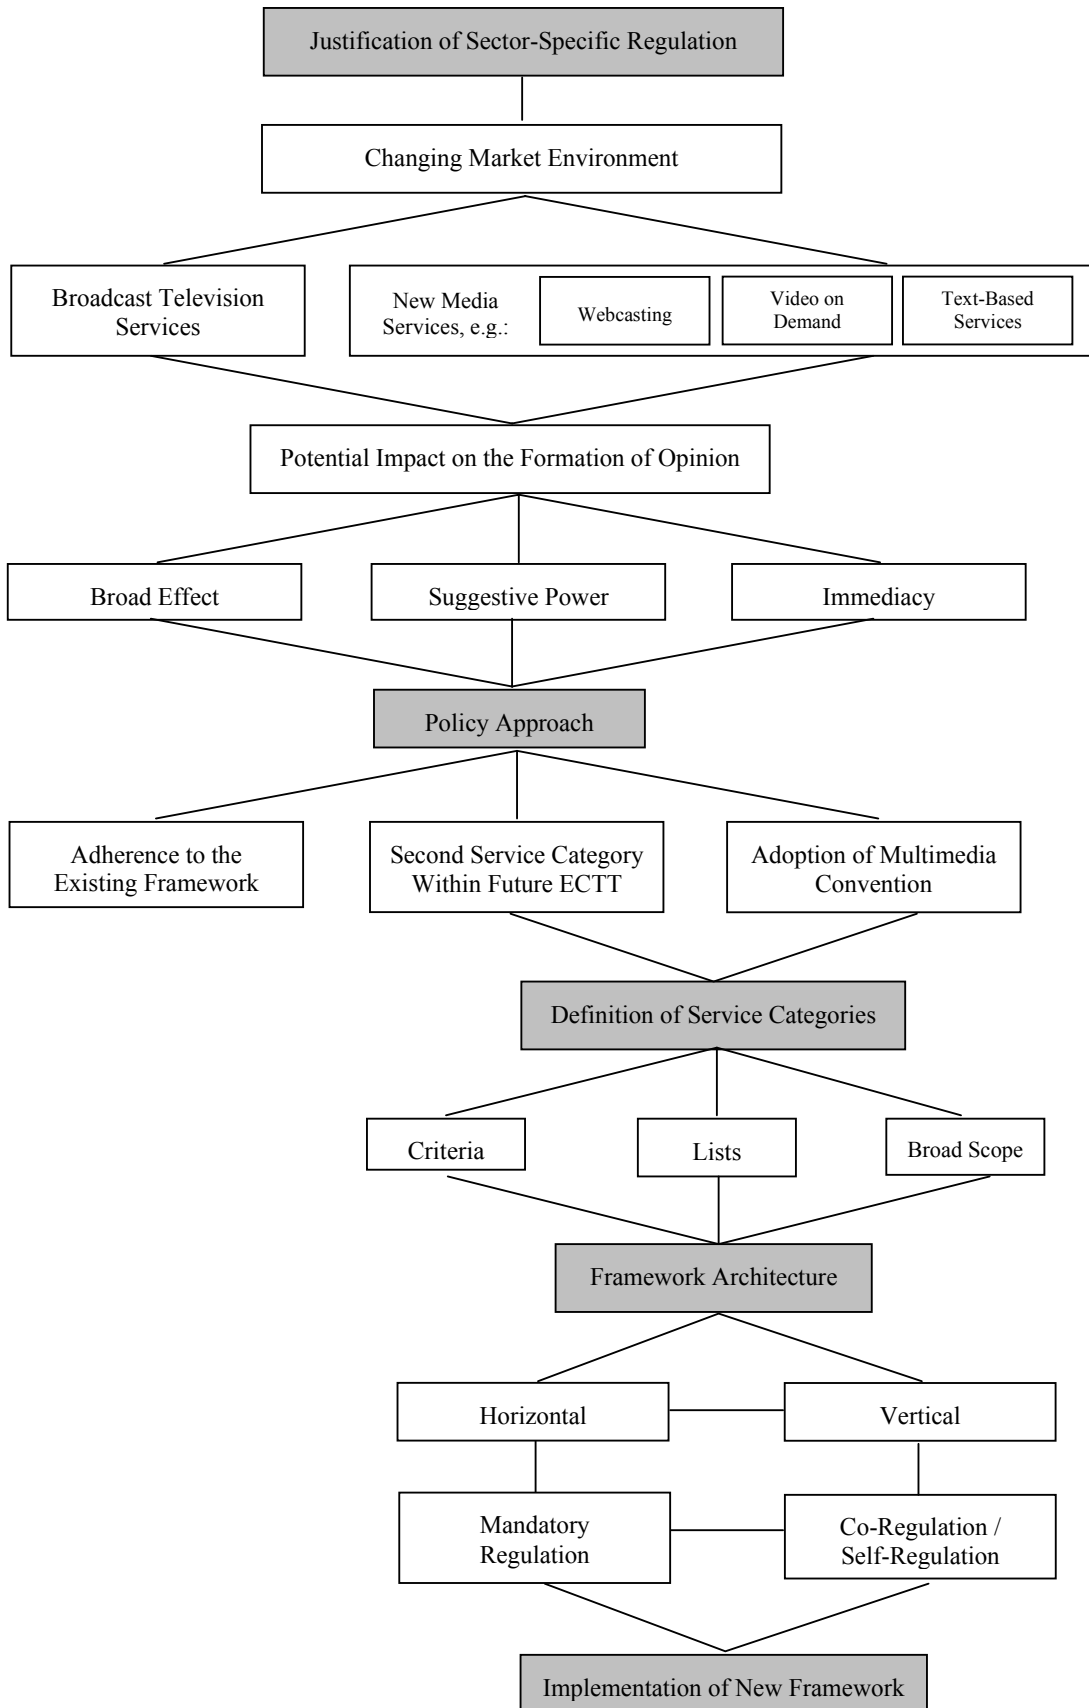 Justification of Sector-Specific Regulation
Changing Market Environment
Broadcast Television
Services
New Media
Services, e.g.:
Webcasting
Video on
Demand
Text-Based
Services
Potential Impact on the Formation of Opinion
Broad Effect
Suggestive Power
Immediacy
Policy Approach
Adherence to the
Existing Framework
Second Service Category
Within Future ECTT
Adoption of Multimedia
Convention
Definition of Service Categories
Criteria
Lists
Broad Scope
Framework Architecture
Horizontal
Vertical
Mandatory
Regulation
Co-Regulation /
Self-Regulation
Implementation of New Framework